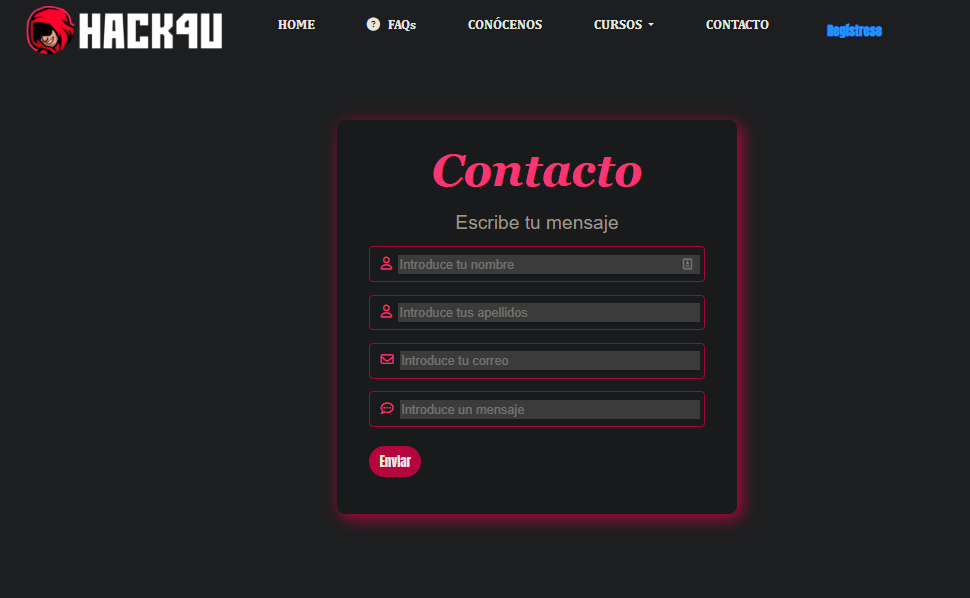 HACK4U HOME FAQs CONÓCENOS CURSOS CONTACTO Regístrese
Contacto
Escribe tu mensaje
Introduce tu nombre
Introduce tus apellidos
Introduce tu correo
Introduce un mensaje
Enviar